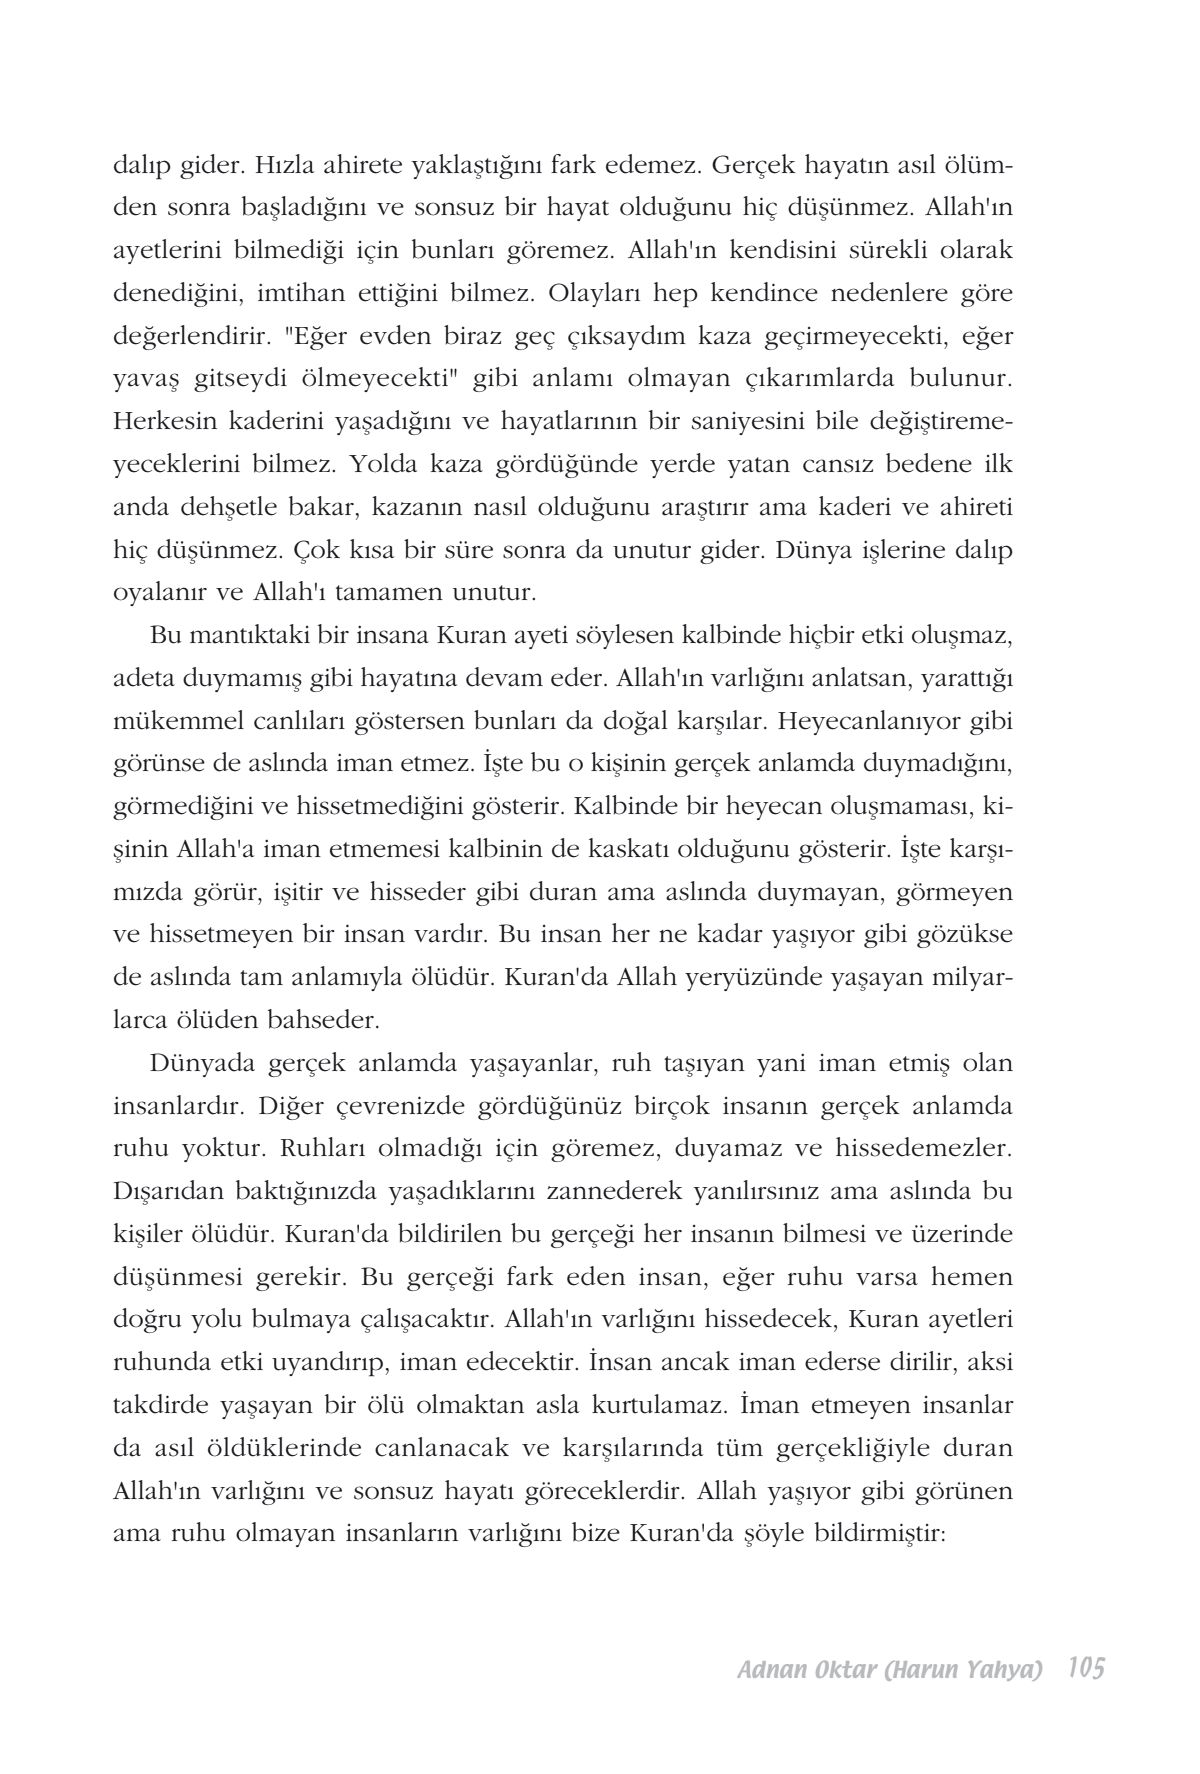 dalıp gider. Hızla ahirete yaklaştığını fark edemez. Gerçek hayatın asıl ölüm-
den sonra başladığını ve sonsuz bir hayat olduğunu hiç düşünmez. Allah'ın
ayetlerini bilmediği için bunları göremez. Allah'ın kendisini sürekli olarak
denediğini, imtihan ettiğini bilmez. Olayları hep kendince nedenlere göre
değerlendirir. "Eğer evden biraz geç çıksaydım kaza geçirmeyecekti, eğer
yavaş gitseydi ölmeyecekti" gibi anlamı olmayan çıkarımlarda bulunur.
Herkesin kaderini yaşadığını ve hayatlarının bir saniyesini bile değiştireme-
yeceklerini bilmez. Yolda kaza gördüğünde yerde yatan cansız bedene ilk
anda dehşetle bakar, kazanın nasıl olduğunu araştırır ama kaderi ve ahireti
hiç düşünmez. Çok kısa bir süre sonra da unutur gider. Dünya işlerine dalıp
oyalanır ve Allah'ı tamamen unutur.
Bu mantıktaki bir insana Kuran ayeti söylesen kalbinde hiçbir etki oluşmaz,
adeta duymamış gibi hayatına devam eder. Allah'ın varlığını anlatsan, yarattığı
mükemmel canlıları göstersen bunları da doğal karşılar. Heyecanlanıyor gibi
görünse de aslında iman etmez. İşte bu o kişinin gerçek anlamda duymadığını,
görmediğini ve hissetmediğini gösterir. Kalbinde bir heyecan oluşmaması, ki-
şinin Allah'a iman etmemesi kalbinin de kaskatı olduğunu gösterir. İşte karşı-
mızda görür, işitir ve hisseder gibi duran ama aslında duymayan, görmeyen
ve hissetmeyen bir insan vardır. Bu insan her ne kadar yaşıyor gibi gözükse
de aslında tam anlamıyla ölüdür. Kuran'da Allah yeryüzünde yaşayan milyar-
larca ölüden bahseder.
Dünyada gerçek anlamda yaşayanlar, ruh taşıyan yani iman etmiş olan
insanlardır. Diğer çevrenizde gördüğünüz birçok insanın gerçek anlamda
ruhu yoktur. Ruhları olmadığı için göremez, duyamaz ve hissedemezler.
Dışarıdan baktığınızda yaşadıklarını zannederek yanılırsınız ama aslında bu
kişiler ölüdür. Kuran'da bildirilen bu gerçeği her insanın bilmesi ve üzerinde
düşünmesi gerekir. Bu gerçeği fark eden insan, eğer ruhu varsa hemen
doğru yolu bulmaya çalışacaktır. Allah'ın varlığını hissedecek, Kuran ayetleri
ruhunda etki uyandırıp, iman edecektir. İnsan ancak iman ederse dirilir, aksi
takdirde yaşayan bir ölü olmaktan asla kurtulamaz. İman etmeyen insanlar
da asıl öldüklerinde canlanacak ve karşılarında tüm gerçekliğiyle duran
Allah'ın varlığını ve sonsuz hayatı göreceklerdir. Allah yaşıyor gibi görünen
ama ruhu olmayan insanların varlığını bize Kuran'da şöyle bildirmiştir:
Adnan Oktar (Harun Yahya) 105